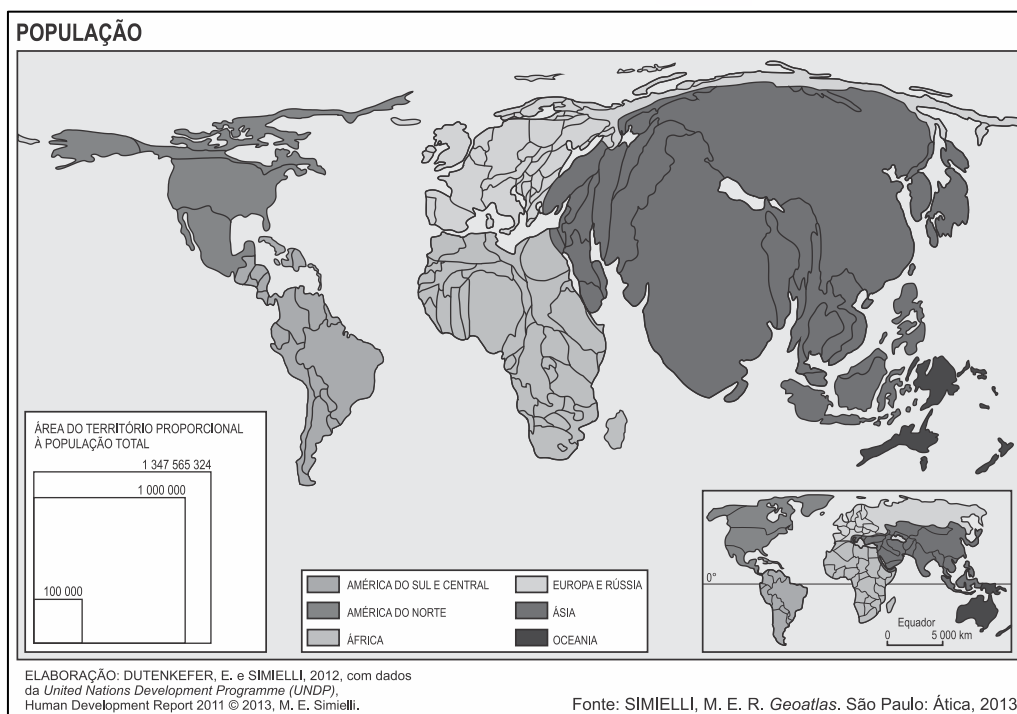 POPULAÇÃO
ÁREA DO TERRITÓRIO PROPORCIONAL
À POPULAÇÃO TOTAL
1 347 565 324
1 000 000
100 000
AMÉRICA DO SUL E CENTRAL
AMÉRICA DO NORTE
ÁFRICA
EUROPA E RÚSSIA
ÁSIA
OCEANIA
0°
Equador
0 5 000 km
ELABORAÇÃO: DUTENKEFER, E. e SIMIELLI, 2012, com dados
da United Nations Development Programme (UNDP),
Human Development Report 2011 © 2013, M. E. Simielli.
Fonte: SIMIELLI, M. E. R. Geoatlas. São Paulo: Ática, 2013